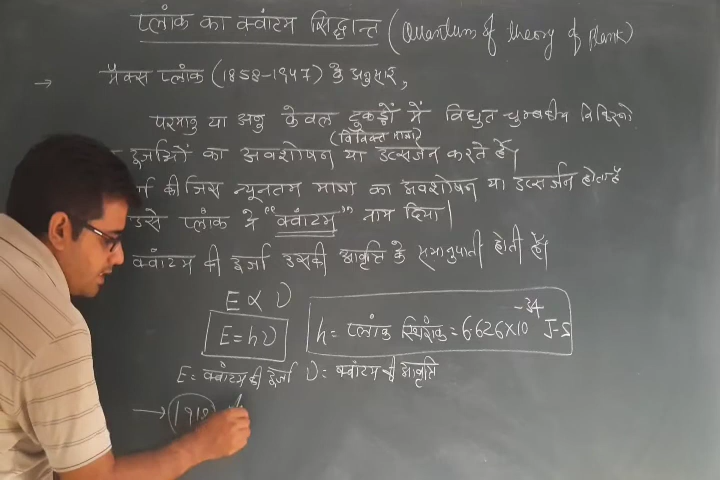 प्लांक का क्वांटम सिद्धान्त (Quantum of theory of plank)
→ मैक्स प्लांक (1858-1947) के अनुसार,
परमाणु या अणु केवल टुकड़ों में विद्युत चुम्बकीय विकिरणों
(विविक्त मात्रा)
ऊर्जाओं का अवशोषण या उत्सर्जन करते हैं।
की जिस न्यूनतम मात्रा का अवशोषन या उत्सर्जन होता है
उसे प्लांक ने "क्वांटम" नाम दिया।
क्वांटम की ऊर्जा उसकी आवृति के समानुपाती होती है।
E ∝ ν
E = hν
h = प्लांक स्थिरांक = 6.626×10⁻³⁴ J-S
E = क्वांटम की ऊर्जा ν = क्वांटम की आवृति
→ (1918)